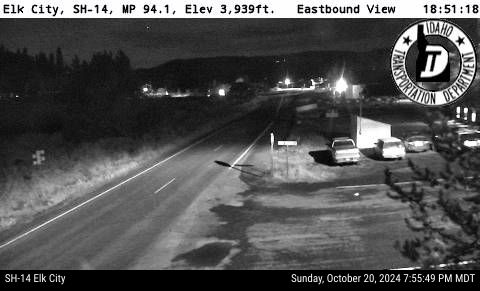 Elk City, SH-14, MP 94.1, Elev 3,939ft. Eastbound View 18:51:18
IDAHO
TRANSPORTATION DEPARTMENT
SH-14 Elk City Sunday, October 20, 2024 7:55:49 PM MDT